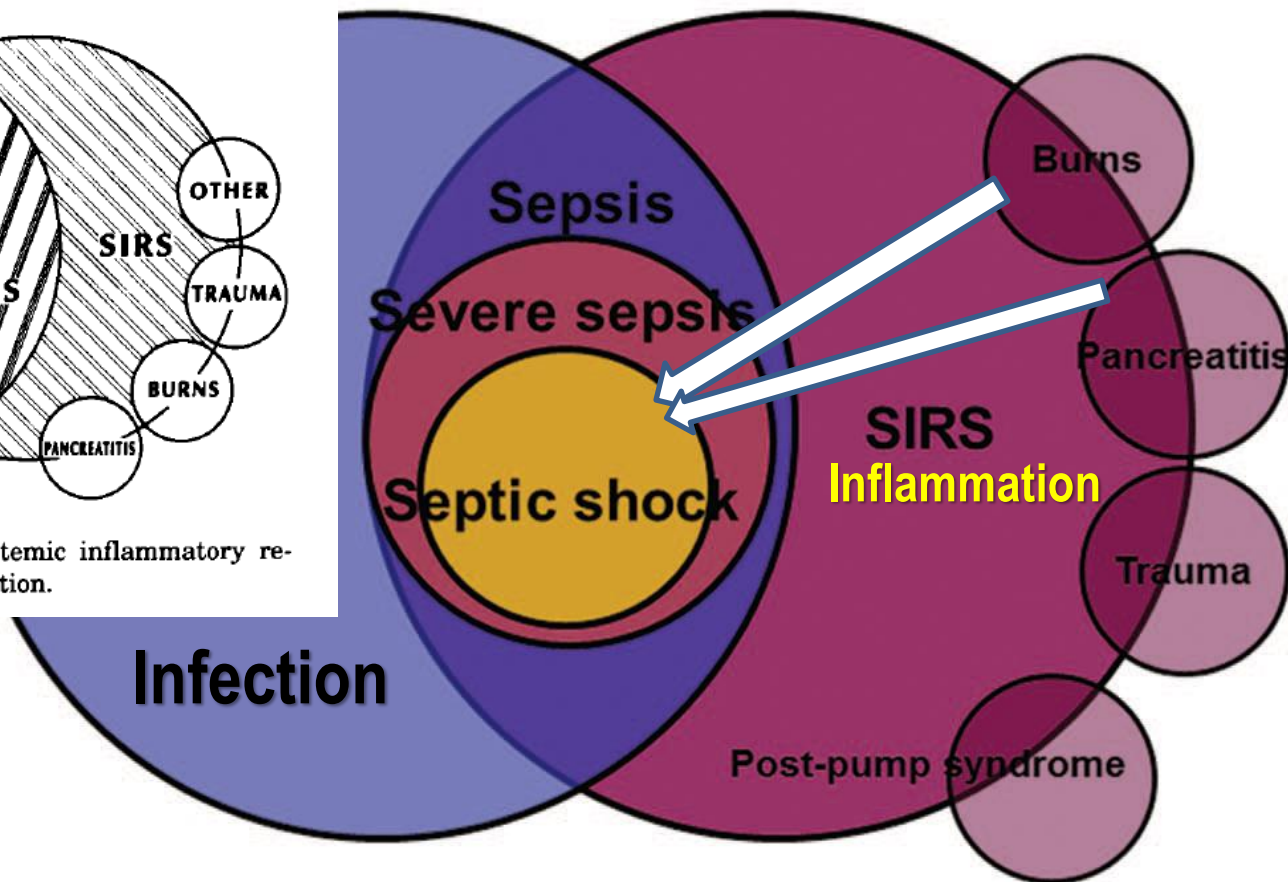 OTHER
SIRS
S
TRAUMA
BURNS
PANCREATITIS
temic inflammatory re-
tion.
Burns
Sepsis
Severe sepsis
Pancreatitis
SIRS
Inflammation
Septic shock
Trauma
Infection
Post-pump syndrome